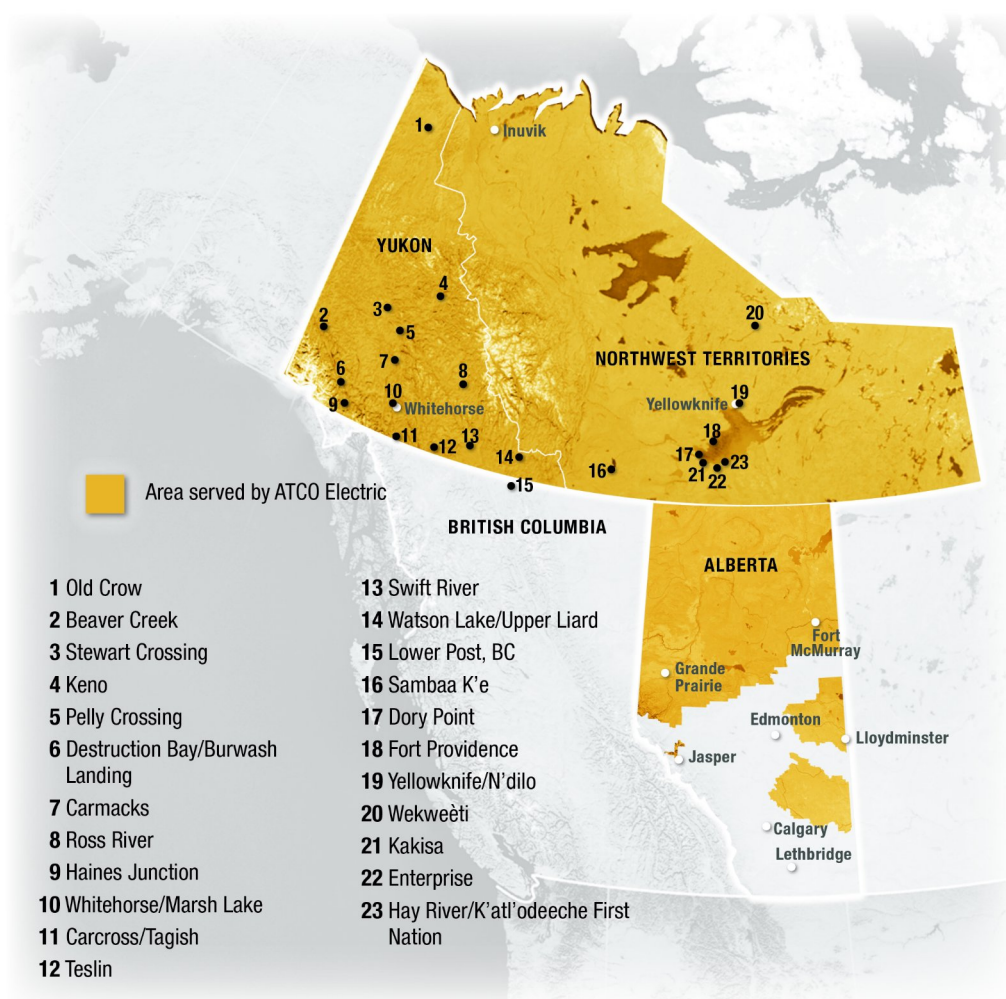 1
Inuvik
YUKON
4
3
2
5
20
NORTHWEST TERRITORIES
6
7
8
10
19
9
Whitehorse
Yellowknife
11
12
13
18
14
17
23
16
21
22
15
Area served by ATCO Electric
BRITISH COLUMBIA
ALBERTA
Fort
McMurray
Grande
Prairie
Edmonton
Lloydminster
Jasper
Calgary
Lethbridge
1 Old Crow
2 Beaver Creek
3 Stewart Crossing
4 Keno
5 Pelly Crossing
6 Destruction Bay/Burwash
Landing
7 Carmacks
8 Ross River
9 Haines Junction
10 Whitehorse/Marsh Lake
11 Carcross/Tagish
12 Teslin
13 Swift River
14 Watson Lake/Upper Liard
15 Lower Post, BC
16 Sambaa K'e
17 Dory Point
18 Fort Providence
19 Yellowknife/N'dilo
20 Wekweèti
21 Kakisa
22 Enterprise
23 Hay River/K'atl'odeeche First
Nation